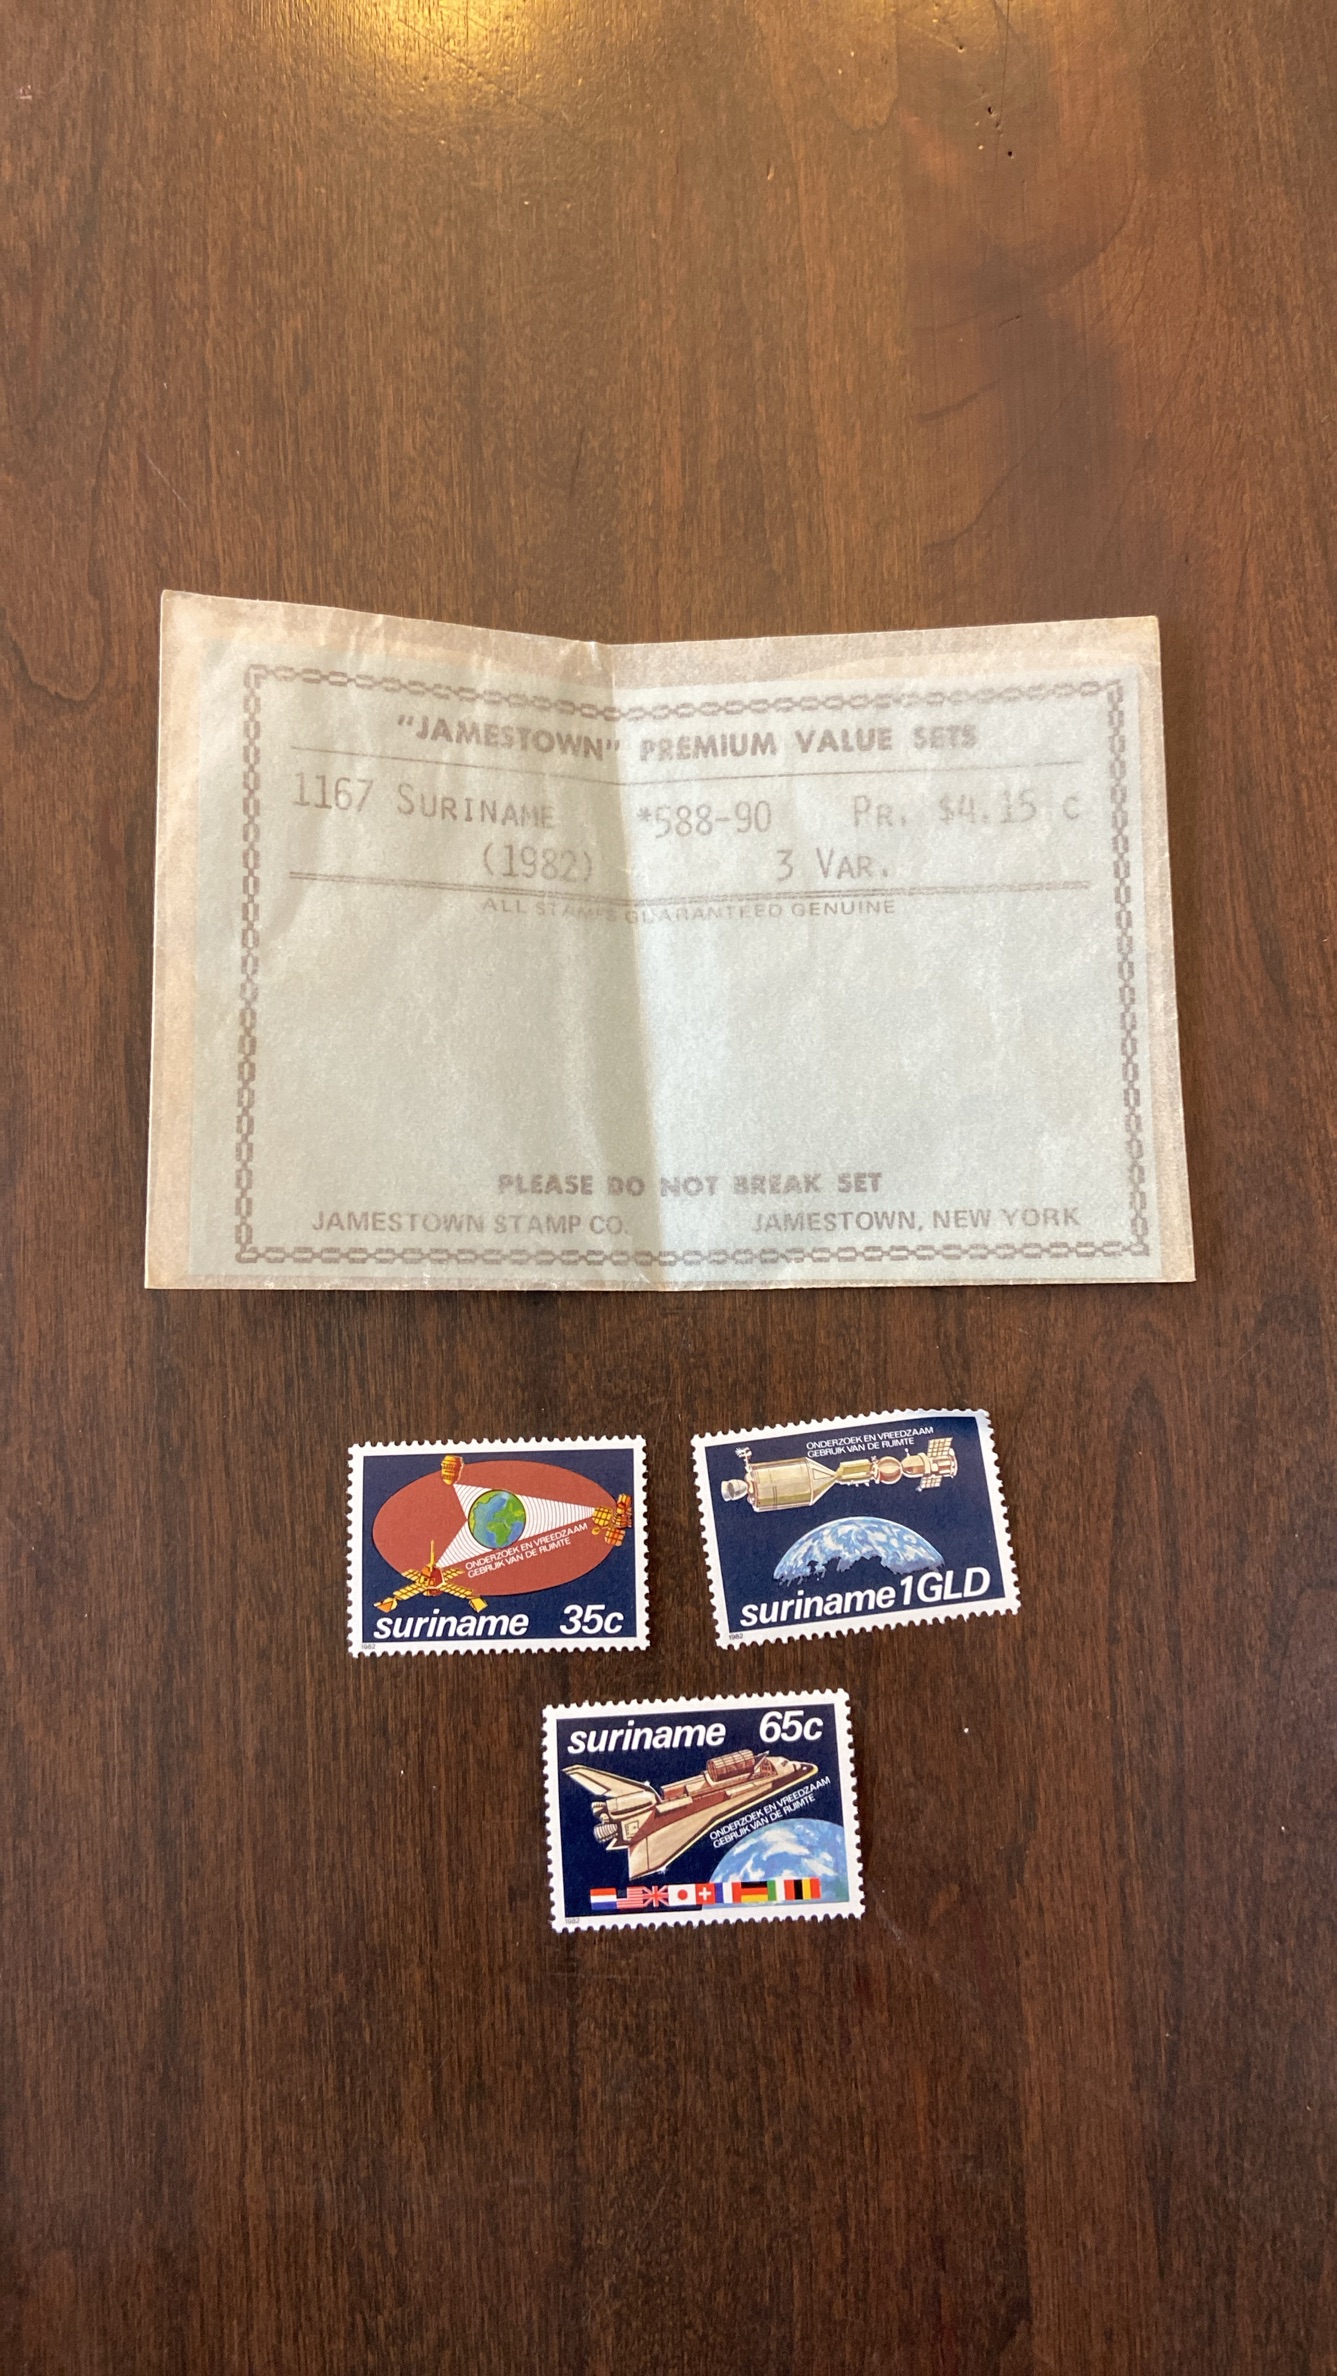 "JAMESTOWN" PREMIUM VALUE SETS
1167 SURINAME *588-90 PR. $4.15 C
(1982) 3 VAR.
ALL STAMPS GUARANTEED GENUINE
PLEASE DO NOT BREAK SET
JAMESTOWN STAMP CO. JAMESTOWN, NEW YORK
ONDERZOEK EN VREEDZAAM
GEBRUIK VAN DE RUIMTE
suriname 35c
1982
ONDERZOEK EN VREEDZAAM
GEBRUIK VAN DE RUIMTE
suriname 1GLD
1982
suriname 65c
ONDERZOEK EN VREEDZAAM
GEBRUIK VAN DE RUIMTE
1982